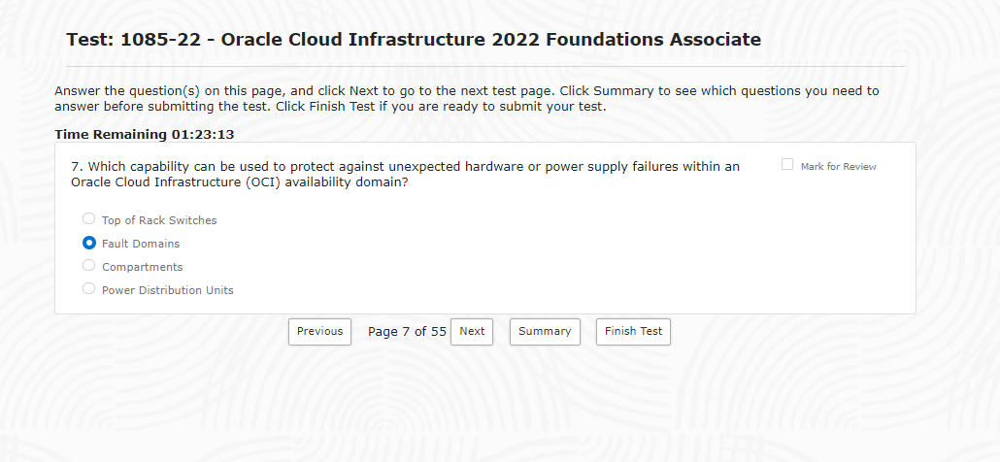 Test: 1085-22 - Oracle Cloud Infrastructure 2022 Foundations Associate
Answer the question(s) on this page, and click Next to go to the next test page. Click Summary to see which questions you need to
answer before submitting the test. Click Finish Test if you are ready to submit your test.
Time Remaining 01:23:13
7. Which capability can be used to protect against unexpected hardware or power supply failures within an
Oracle Cloud Infrastructure (OCI) availability domain?
Mark for Review
Top of Rack Switches
Fault Domains
Compartments
Power Distribution Units
Previous Page 7 of 55 Next Summary Finish Test